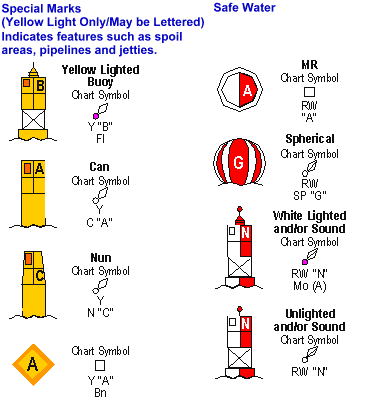 Special Marks
(Yellow Light Only/May be Lettered)
Indicates features such as spoil
areas, pipelines and jetties.
B
Yellow Lighted
Buoy
Chart Symbol
Y "B"
Fl
A
Can
Chart Symbol
Y
C "A"
C
Nun
Chart Symbol
Y
N "C"
A
Chart Symbol
Y "A"
Bn
Safe Water
A
MR
Chart Symbol
RW
"A"
G
Spherical
Chart Symbol
RW
SP "G"
N
White Lighted
and/or Sound
Chart Symbol
RW "N"
Mo (A)
N
Unlighted
and/or Sound
Chart Symbol
RW "N"